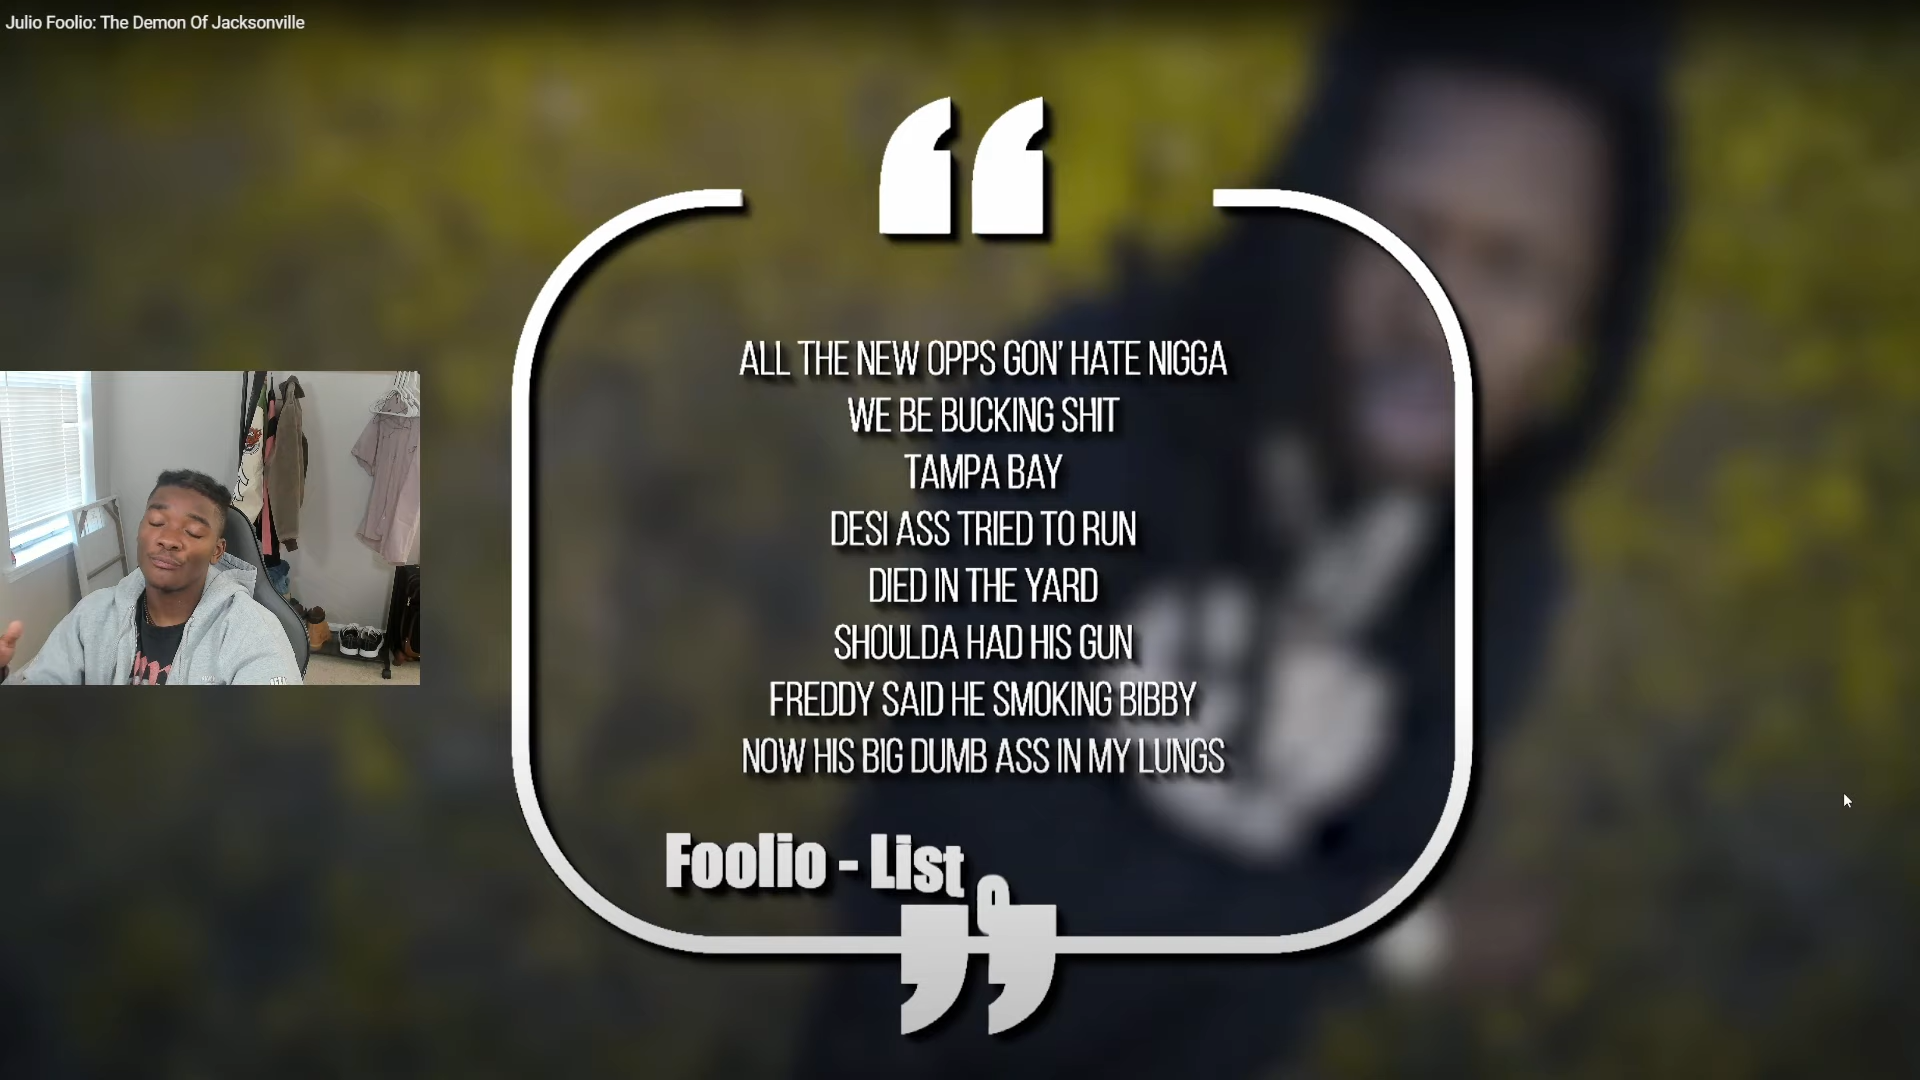 Julio Foolio: The Demon Of Jacksonville
ALL THE NEW OPPS GON' HATE NIGGA
WE BE BUCKING SHIT
TAMPA BAY
DESI ASS TRIED TO RUN
DIED IN THE YARD
SHOULDA HAD HIS GUN
FREDDY SAID HE SMOKING BIBBY
NOW HIS BIG DUMB ASS IN MY LUNGS
Foolio - List o